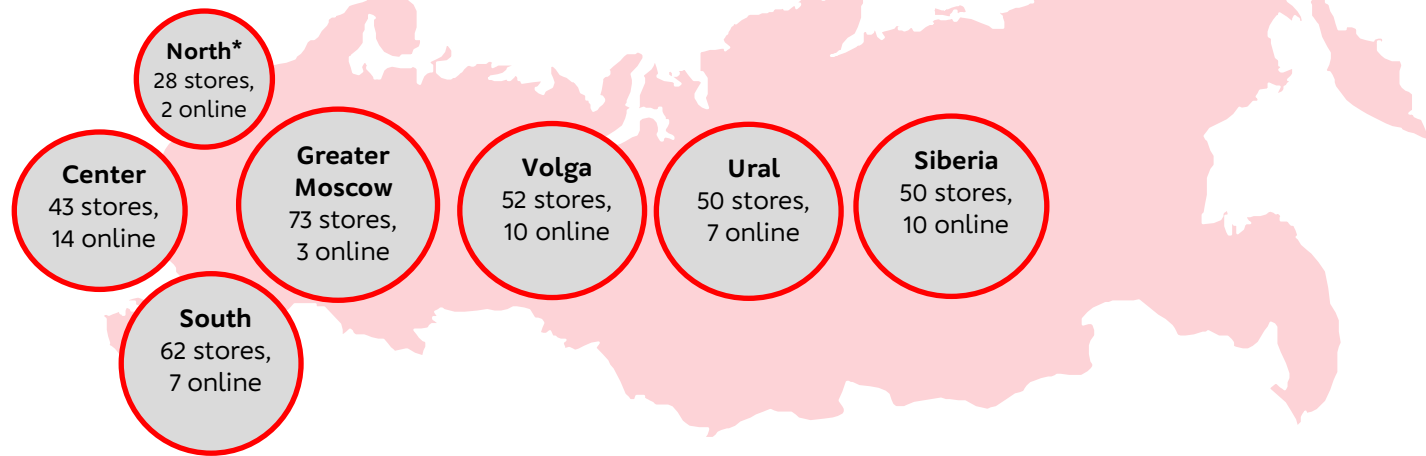 North*
28 stores,
2 online
Center
43 stores,
14 online
Greater
Moscow
73 stores,
3 online
Volga
52 stores,
10 online
Ural
50 stores,
7 online
Siberia
50 stores,
10 online
South
62 stores,
7 online